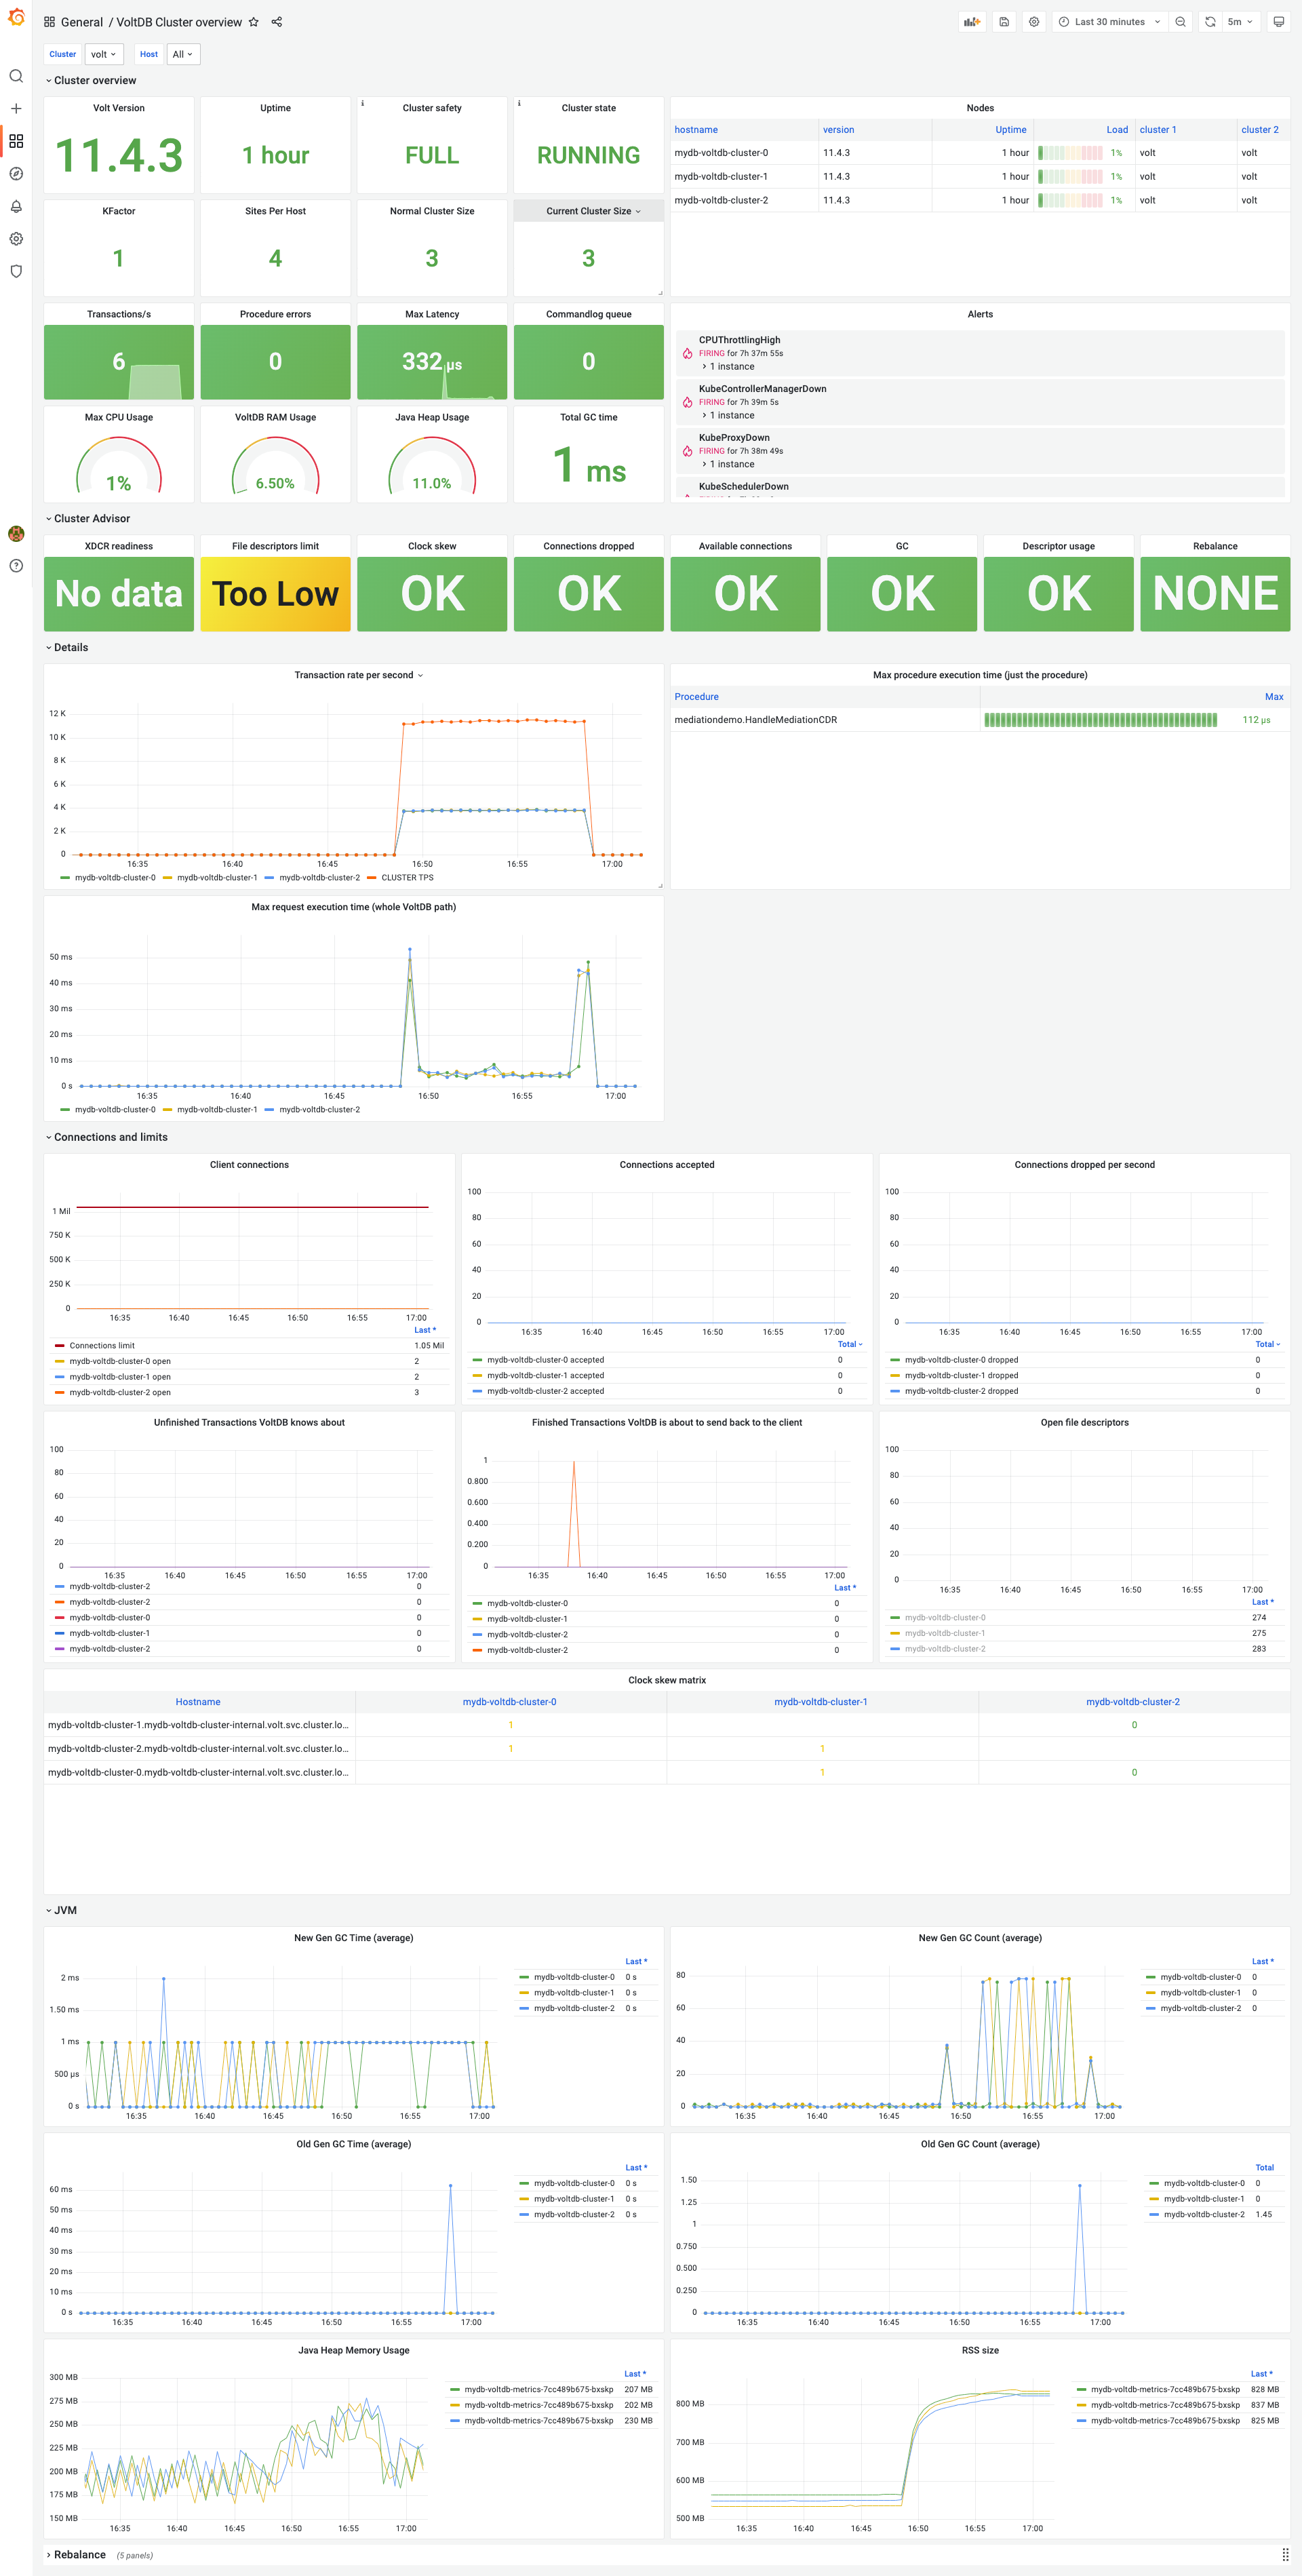 General / VoltDB Cluster overview
Last 30 minutes
5m
Cluster volt Host All
Cluster overview
Volt Version
11.4.3
Uptime
1 hour
Cluster safety
FULL
Cluster state
RUNNING
Nodes
hostname version Uptime Load cluster 1 cluster 2
mydb-voltdb-cluster-0 11.4.3 1 hour 1% volt volt
mydb-voltdb-cluster-1 11.4.3 1 hour 1% volt volt
mydb-voltdb-cluster-2 11.4.3 1 hour 1% volt volt
KFactor
1
Sites Per Host
4
Normal Cluster Size
3
Current Cluster Size
3
Transactions/s
6
Procedure errors
0
Max Latency
332 µs
Commandlog queue
0
Alerts
CPUThrottlingHigh
FIRING for 7h 37m 55s
1 instance
KubeControllerManagerDown
FIRING for 7h 39m 5s
1 instance
KubeProxyDown
FIRING for 7h 38m 49s
1 instance
KubeSchedulerDown
Max CPU Usage
1%
VoltDB RAM Usage
6.50%
Java Heap Usage
11.0%
Total GC time
1 ms
Cluster Advisor
XDCR readiness
No data
File descriptors limit
Too Low
Clock skew
OK
Connections dropped
OK
Available connections
OK
GC
OK
Descriptor usage
OK
Rebalance
NONE
Details
Transaction rate per second
12 K
10 K
8 K
6 K
4 K
2 K
0
16:35 16:40 16:45 16:50 16:55 17:00
mydb-voltdb-cluster-0 mydb-voltdb-cluster-1 mydb-voltdb-cluster-2 CLUSTER TPS
Max procedure execution time (just the procedure)
Procedure Max
mediationdemo.HandleMediationCDR 112 µs
Max request execution time (whole VoltDB path)
50 ms
40 ms
30 ms
20 ms
10 ms
0 s
16:35 16:40 16:45 16:50 16:55 17:00
mydb-voltdb-cluster-0 mydb-voltdb-cluster-1 mydb-voltdb-cluster-2
Connections and limits
Client connections
1 Mil
750 K
500 K
250 K
0
16:35 16:40 16:45 16:50 16:55 17:00
Last *
Connections limit 1.05 Mil
mydb-voltdb-cluster-0 open 2
mydb-voltdb-cluster-1 open 2
mydb-voltdb-cluster-2 open 3
Connections accepted
100
80
60
40
20
0
16:35 16:40 16:45 16:50 16:55 17:00
Total
mydb-voltdb-cluster-0 accepted 0
mydb-voltdb-cluster-1 accepted 0
mydb-voltdb-cluster-2 accepted 0
Connections dropped per second
100
80
60
40
20
0
16:35 16:40 16:45 16:50 16:55 17:00
Total
mydb-voltdb-cluster-0 dropped 0
mydb-voltdb-cluster-1 dropped 0
mydb-voltdb-cluster-2 dropped 0
Unfinished Transactions VoltDB knows about
100
80
60
40
20
0
16:35 16:40 16:45 16:50 16:55 17:00
mydb-voltdb-cluster-2 0
mydb-voltdb-cluster-2 0
mydb-voltdb-cluster-0 0
mydb-voltdb-cluster-1 0
mydb-voltdb-cluster-2 0
Finished Transactions VoltDB is about to send back to the client
1
0.800
0.600
0.400
0.200
0
16:35 16:40 16:45 16:50 16:55 17:00
Last *
mydb-voltdb-cluster-0 0
mydb-voltdb-cluster-1 0
mydb-voltdb-cluster-2 0
mydb-voltdb-cluster-2 0
Open file descriptors
100
80
60
40
20
0
16:35 16:40 16:45 16:50 16:55 17:00
Last *
mydb-voltdb-cluster-0 274
mydb-voltdb-cluster-1 275
mydb-voltdb-cluster-2 283
Clock skew matrix
Hostname mydb-voltdb-cluster-0 mydb-voltdb-cluster-1 mydb-voltdb-cluster-2
mydb-voltdb-cluster-1.mydb-voltdb-cluster-internal.volt.svc.cluster.lo... 1 0
mydb-voltdb-cluster-2.mydb-voltdb-cluster-internal.volt.svc.cluster.lo... 1 1
mydb-voltdb-cluster-0.mydb-voltdb-cluster-internal.volt.svc.cluster.lo... 1 0
JVM
New Gen GC Time (average)
2 ms
1.50 ms
1 ms
500 µs
0 s
16:35 16:40 16:45 16:50 16:55 17:00
Last *
mydb-voltdb-cluster-0 0 s
mydb-voltdb-cluster-1 0 s
mydb-voltdb-cluster-2 0 s
New Gen GC Count (average)
80
60
40
20
0
16:35 16:40 16:45 16:50 16:55 17:00
Last *
mydb-voltdb-cluster-0 0
mydb-voltdb-cluster-1 0
mydb-voltdb-cluster-2 0
Old Gen GC Time (average)
60 ms
50 ms
40 ms
30 ms
20 ms
10 ms
0 s
16:35 16:40 16:45 16:50 16:55 17:00
Last *
mydb-voltdb-cluster-0 0 s
mydb-voltdb-cluster-1 0 s
mydb-voltdb-cluster-2 0 s
Old Gen GC Count (average)
1.50
1.25
1
0.750
0.500
0.250
0
16:35 16:40 16:45 16:50 16:55 17:00
Total
mydb-voltdb-cluster-0 0
mydb-voltdb-cluster-1 0
mydb-voltdb-cluster-2 1.45
Java Heap Memory Usage
300 MB
275 MB
250 MB
225 MB
200 MB
175 MB
150 MB
16:35 16:40 16:45 16:50 16:55 17:00
Last *
mydb-voltdb-metrics-7cc489b675-bxskp 207 MB
mydb-voltdb-metrics-7cc489b675-bxskp 202 MB
mydb-voltdb-metrics-7cc489b675-bxskp 230 MB
RSS size
800 MB
700 MB
600 MB
500 MB
16:35 16:40 16:45 16:50 16:55 17:00
Last *
mydb-voltdb-metrics-7cc489b675-bxskp 828 MB
mydb-voltdb-metrics-7cc489b675-bxskp 837 MB
mydb-voltdb-metrics-7cc489b675-bxskp 825 MB
Rebalance (5 panels)